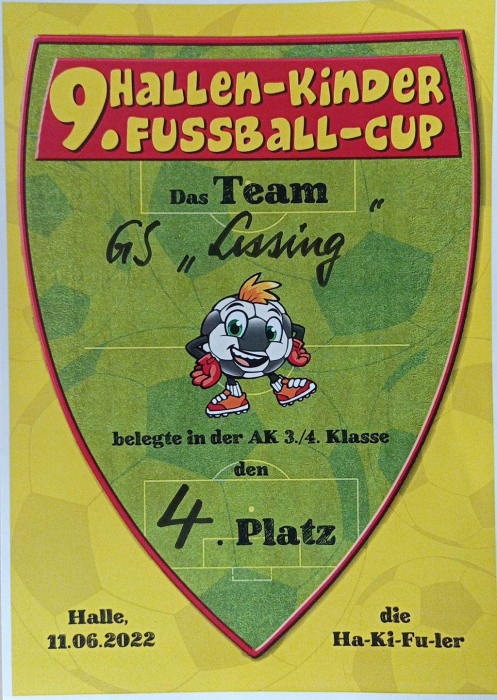 9. HALLEN-KINDER
FUSSBALL-CUP
Das Team
GS „Lessing“
belegte in der AK 3./4. Klasse
den
4. Platz
Halle,
11.06.2022
die
Ha-Ki-Fu-ler